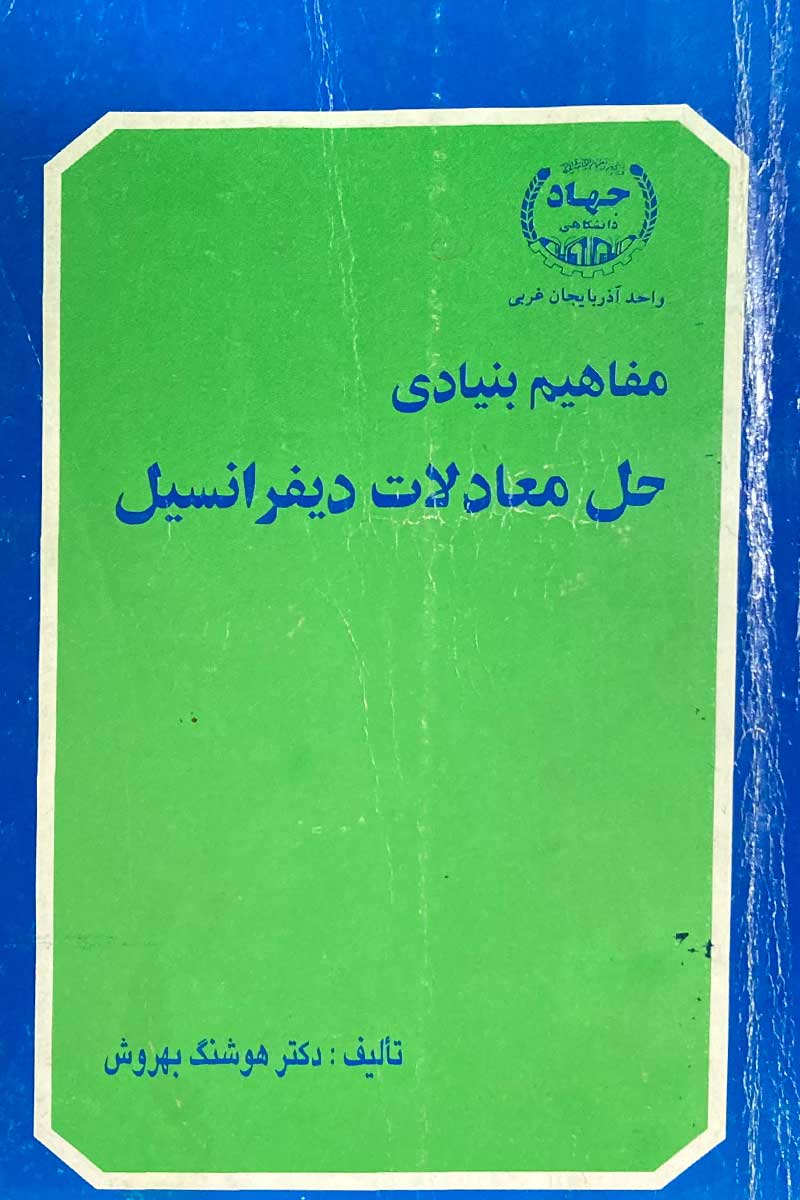 جهاد
دانشگاهی
واحد آذربایجان غربی
مفاهیم بنیادی
حل معادلات دیفرانسیل
تألیف : دکتر هوشنگ بهروش